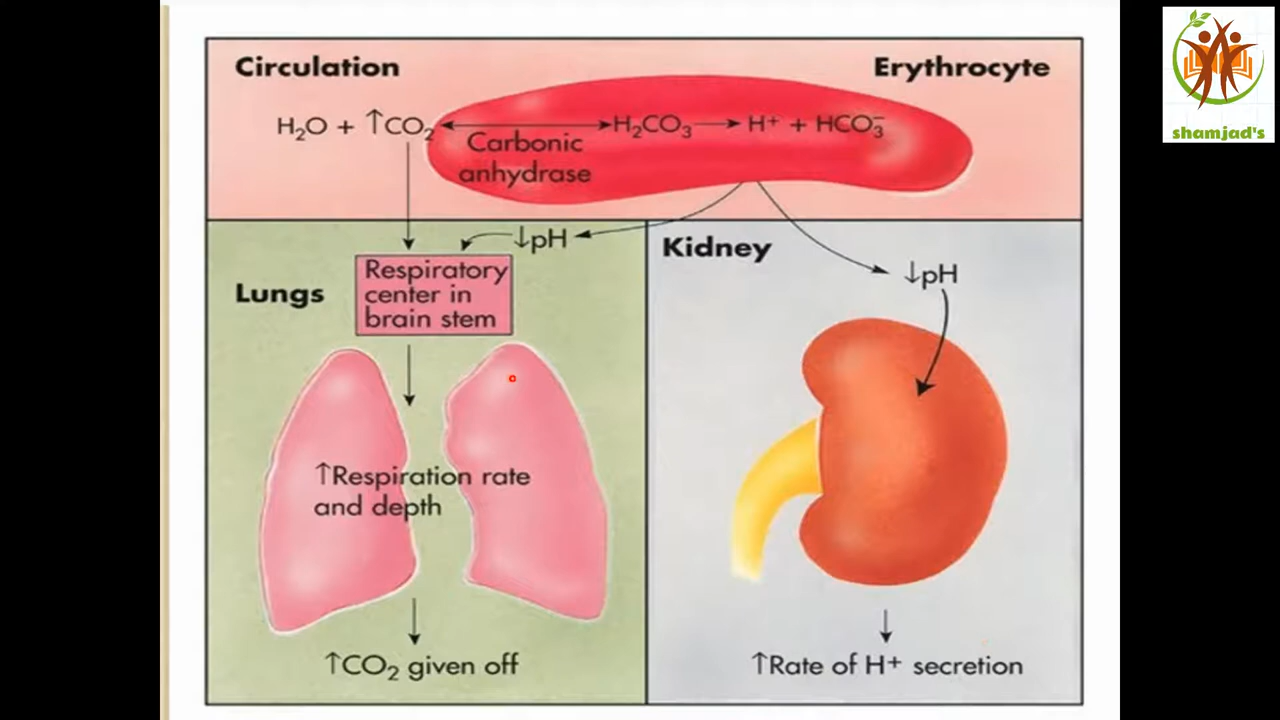 Circulation
Erythrocyte
H₂O + ↑CO₂ ⟷ H₂CO₃ → H⁺ + HCO₃⁻
Carbonic
anhydrase
↓pH
Respiratory
center in
brain stem
Lungs
↑Respiration rate
and depth
↑CO₂ given off
Kidney
↓pH
↑Rate of H⁺ secretion
shamjad's